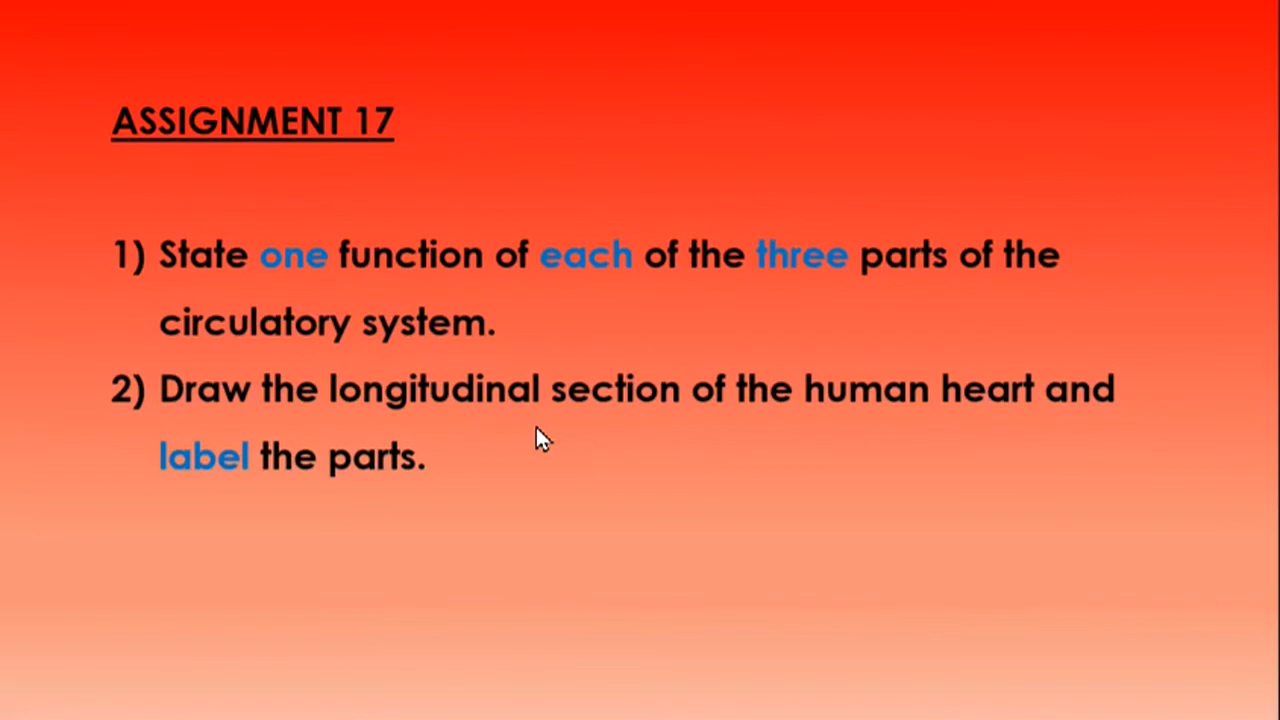 ASSIGNMENT 17
1) State one function of each of the three parts of the
circulatory system.
2) Draw the longitudinal section of the human heart and
label the parts.